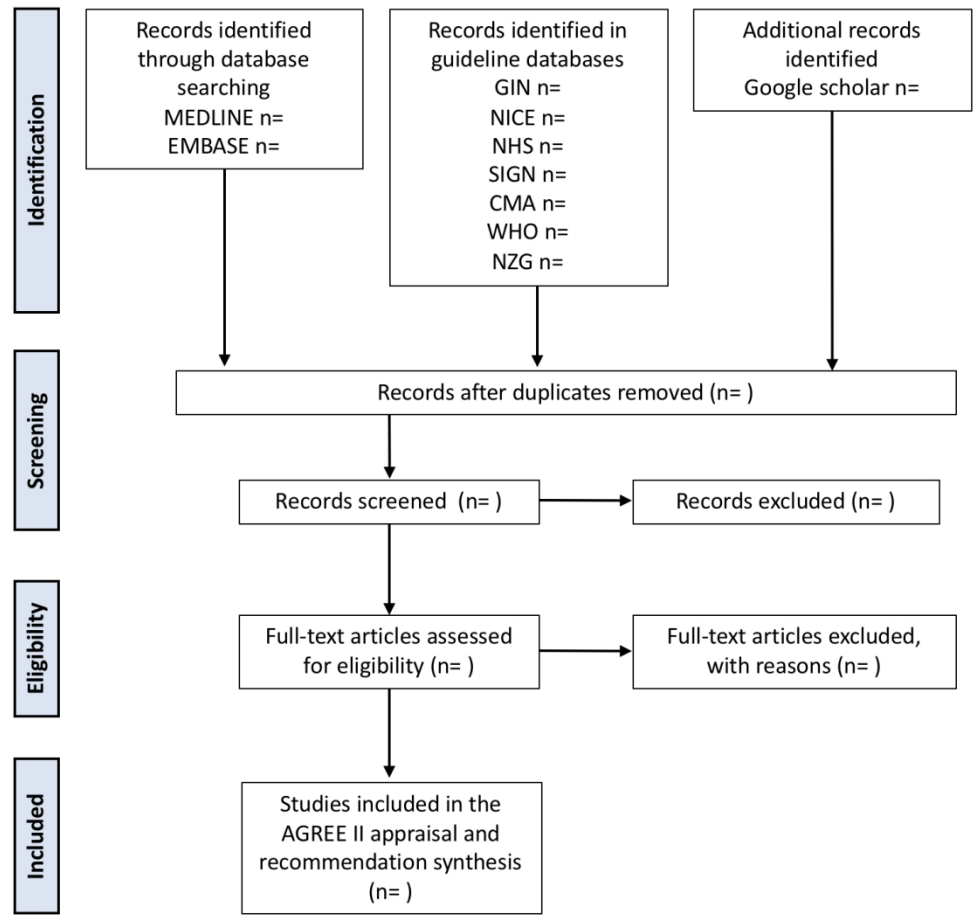 Identification
Records identified
through database
searching
MEDLINE n=
EMBASE n=
Records identified in
guideline databases
GIN n=
NICE n=
NHS n=
SIGN n=
CMA n=
WHO n=
NZG n=
Additional records
identified
Google scholar n=
Screening
Records after duplicates removed (n= )
Records screened (n= )
Records excluded (n= )
Eligibility
Full-text articles assessed
for eligibility (n= )
Full-text articles excluded,
with reasons (n= )
Included
Studies included in the
AGREE II appraisal and
recommendation synthesis
(n= )